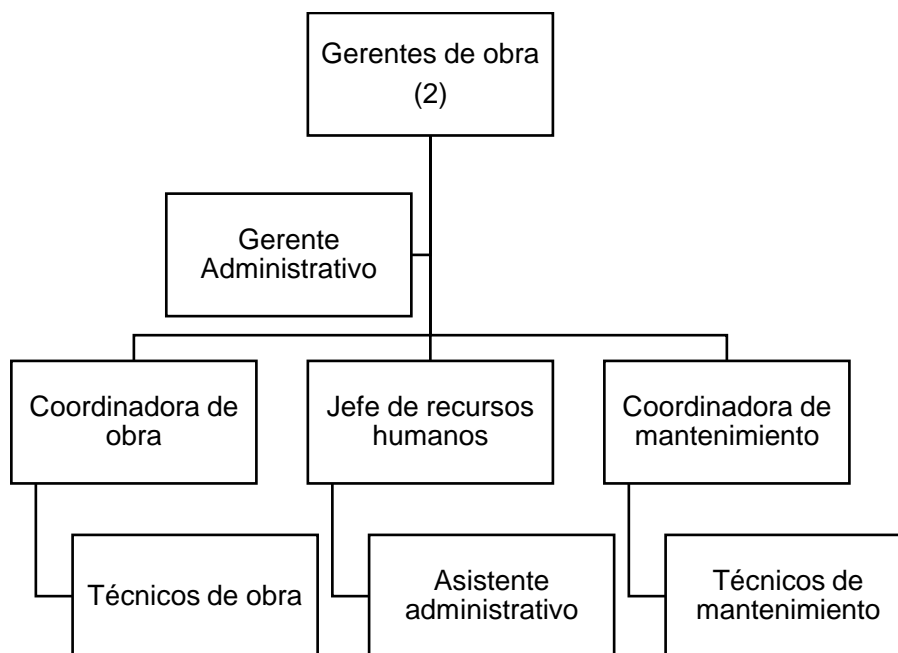 Gerentes de obra
(2)
Gerente
Administrativo
Coordinadora de
obra
Jefe de recursos
humanos
Coordinadora de
mantenimiento
Técnicos de obra
Asistente
administrativo
Técnicos de
mantenimiento